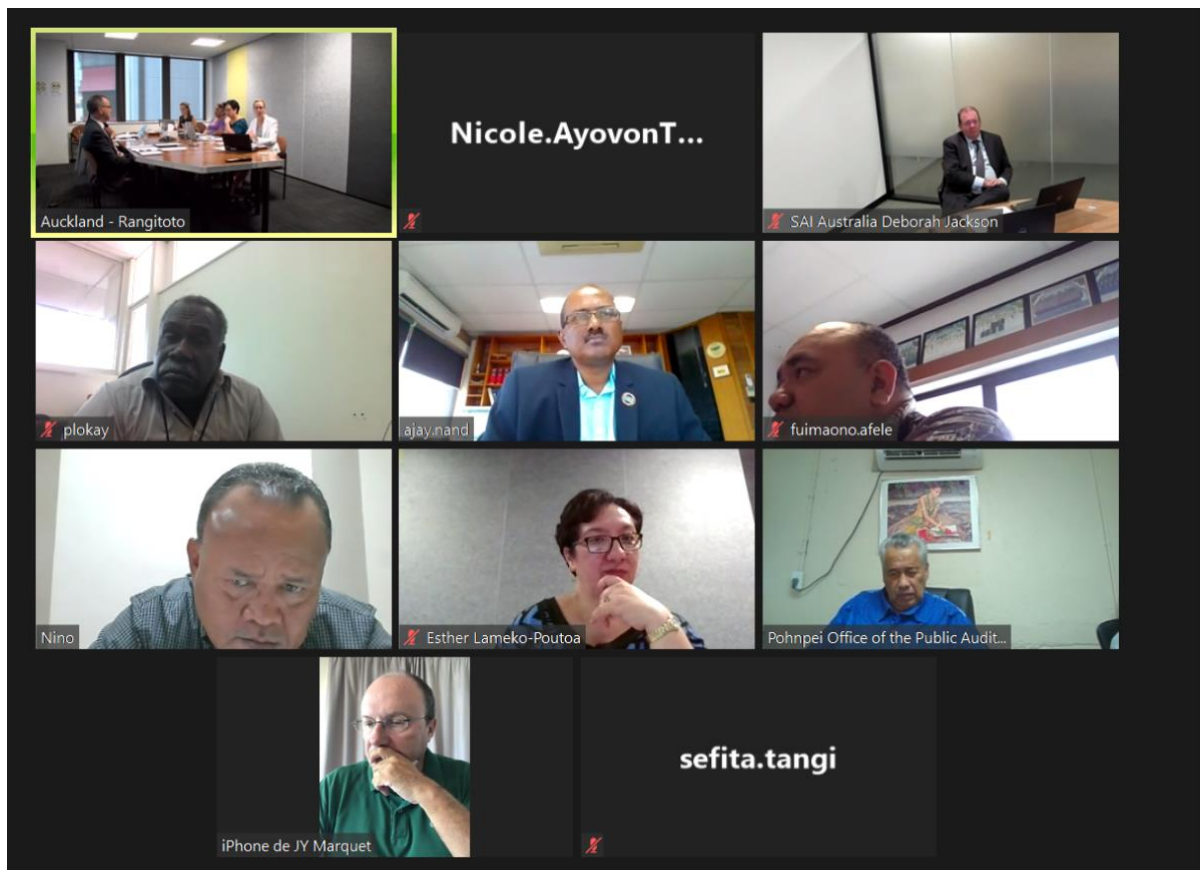 Auckland - Rangitoto
Nicole.AyovonT...
SAI Australia Deborah Jackson
plokay
ajay.nand
fuimaono.afele
Nino
Esther Lameko-Poutoa
Pohnpei Office of the Public Audit...
iPhone de JY Marquet
sefita.tangi